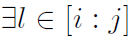 ∃l ∈ [i : j]